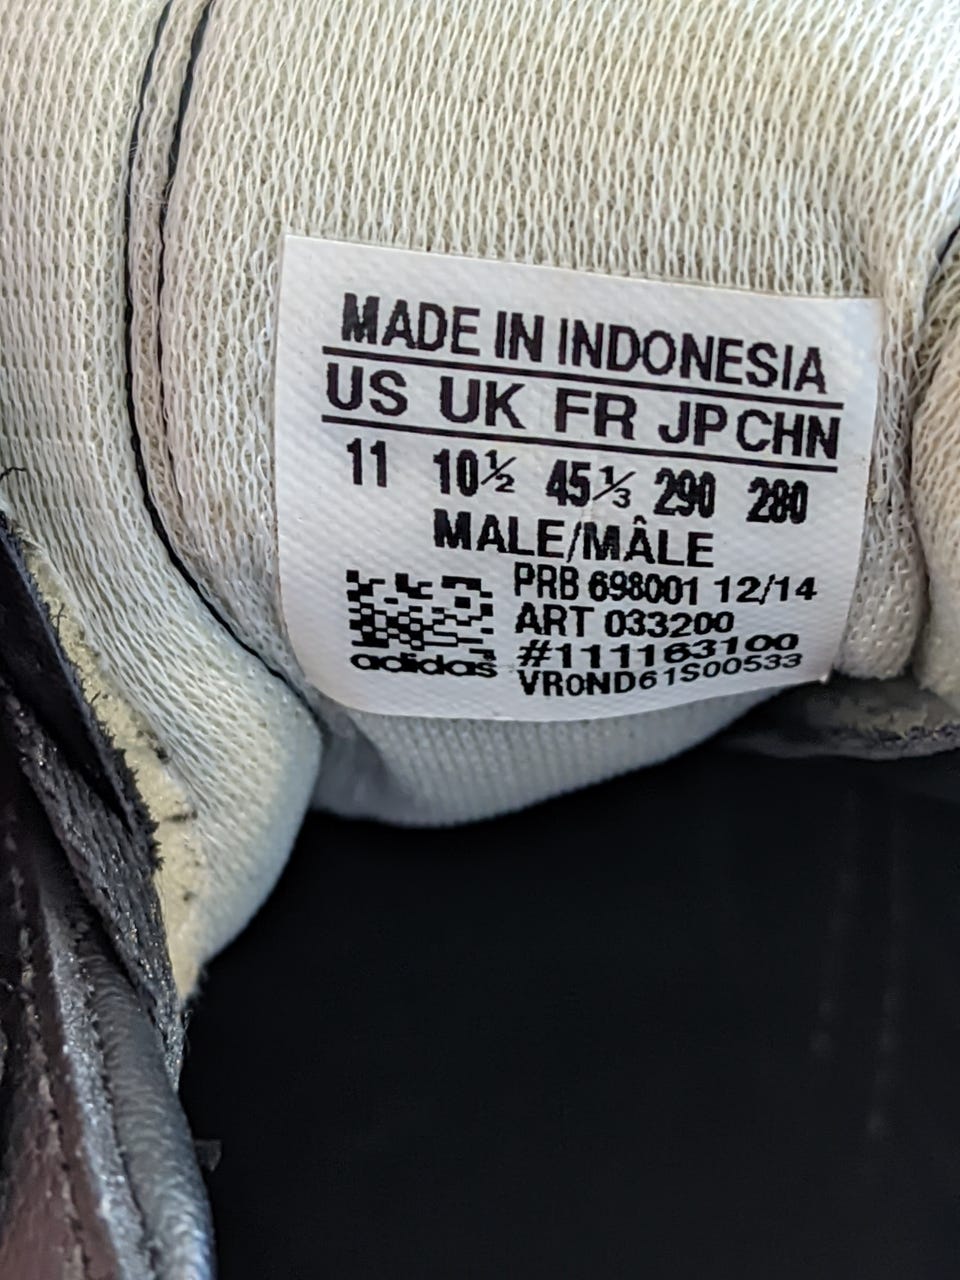 MADE IN INDONESIA
US UK FR JP CHN
11 10½ 45⅓ 290 280
MALE/MÂLE
PRB 698001 12/14
ART 033200
#111163100
VR0ND61S00533
adidas